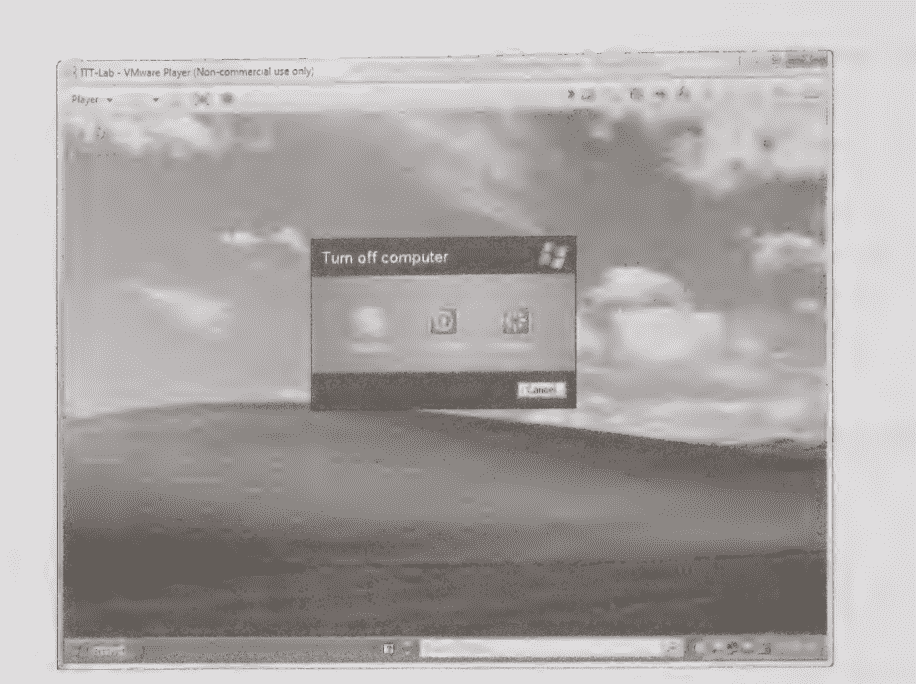 ITT-Lab - VMware Player (Non-commercial use only)
Player
Turn off computer
Cancel